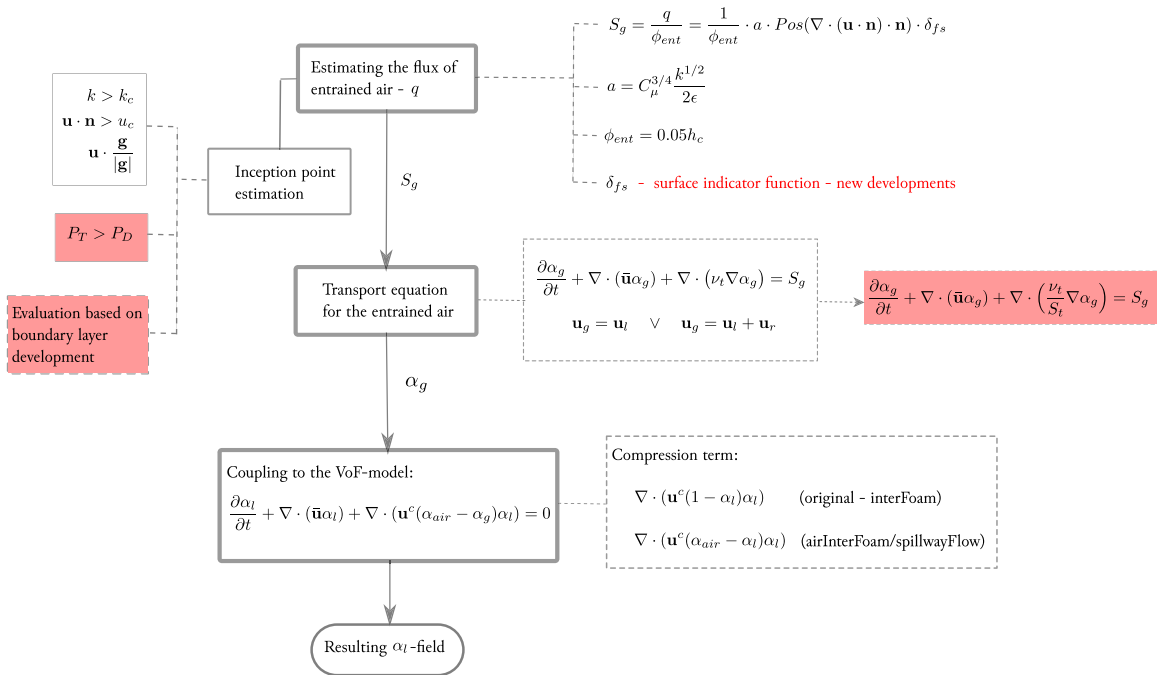 Estimating the flux of
entrained air - q
S_g = q/ϕ_ent = 1/ϕ_ent · a · Pos(∇ · (u · n) · n) · δ_fs
a = C_μ^{3/4} k^{1/2}/2ϵ
ϕ_ent = 0.05h_c
δ_fs - surface indicator function - new developments
k > k_c
u · n > u_c
u · g/|g|
Inception point
estimation
P_T > P_D
Evaluation based on
boundary layer
development
S_g
Transport equation
for the entrained air
∂α_g/∂t + ∇ · (ūα_g) + ∇ · (ν_t∇α_g) = S_g
u_g = u_l ∨ u_g = u_l + u_r
∂α_g/∂t + ∇ · (ūα_g) + ∇ · (ν_t/S_t ∇α_g) = S_g
α_g
Coupling to the VoF-model:
∂α_l/∂t + ∇ · (ūα_l) + ∇ · (u^c(α_air − α_g)α_l) = 0
Compression term:
∇ · (u^c(1 − α_l)α_l) (original - interFoam)
∇ · (u^c(α_air − α_l)α_l) (airInterFoam/spillwayFlow)
Resulting α_l-field